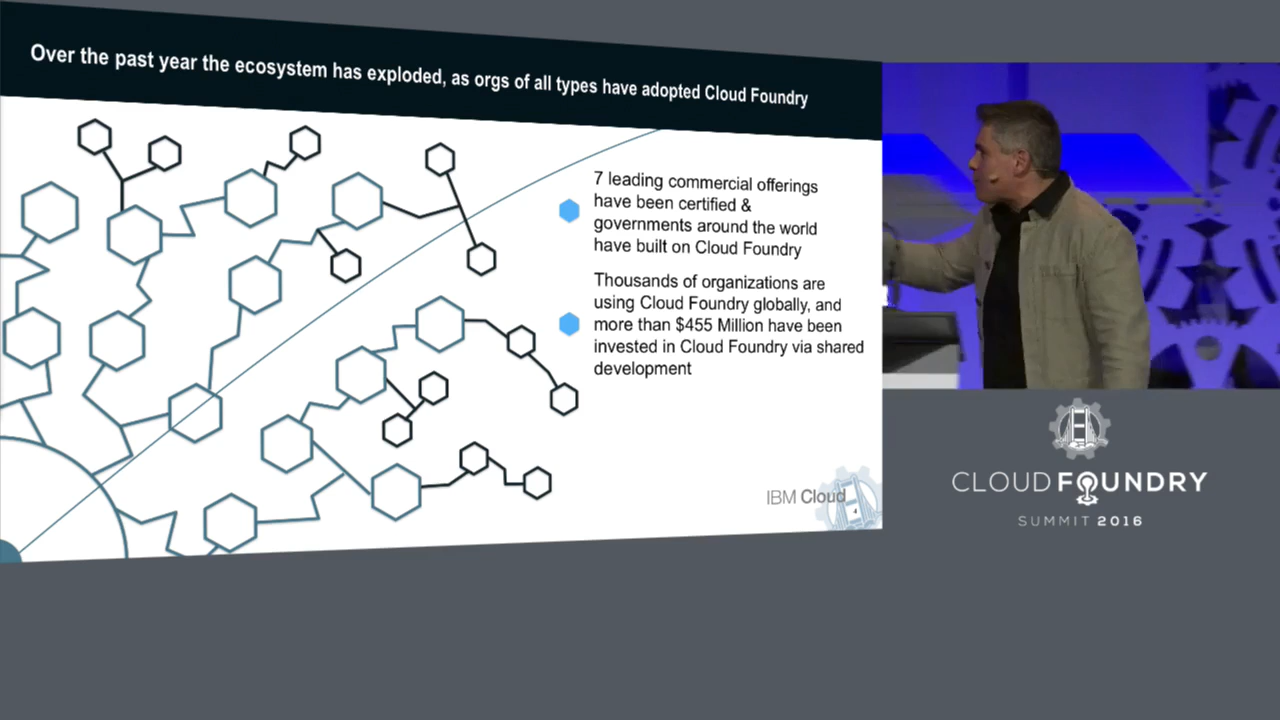 Over the past year the ecosystem has exploded, as orgs of all types have adopted Cloud Foundry
7 leading commercial offerings
have been certified &
governments around the world
have built on Cloud Foundry
Thousands of organizations are
using Cloud Foundry globally, and
more than $455 Million have been
invested in Cloud Foundry via shared
development
IBM Cloud
4
CLOUD FOUNDRY
SUMMIT 2016